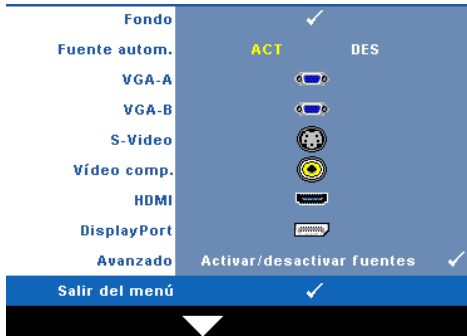 Fondo
Fuente autom. ACT DES
VGA-A
VGA-B
S-Video
Vídeo comp.
HDMI
DisplayPort
Avanzado Activar/desactivar fuentes
Salir del menú